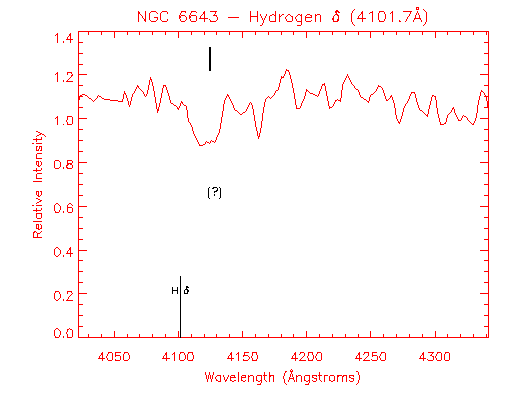 NGC 6643 – Hydrogen δ (4101.7Å)
1.4
1.2
1.0
0.8
0.6
0.4
0.2
0.0
Relative Intensity
(?)
H δ
4050 4100 4150 4200 4250 4300
Wavelength (Ångstroms)